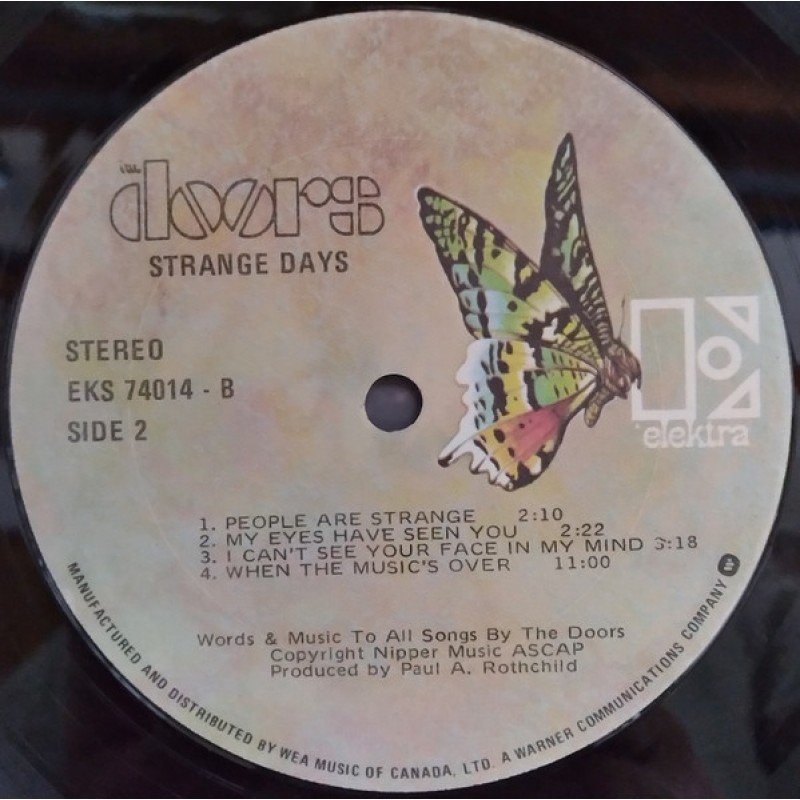 THE
doors
STRANGE DAYS
STEREO
EKS 74014 - B
SIDE 2
elektra
1. PEOPLE ARE STRANGE 2:10
2. MY EYES HAVE SEEN YOU 2:22
3. I CAN'T SEE YOUR FACE IN MY MIND 3:18
4. WHEN THE MUSIC'S OVER 11:00
Words & Music To All Songs By The Doors
Copyright Nipper Music ASCAP
Produced by Paul A. Rothchild
MANUFACTURED AND DISTRIBUTED BY WEA MUSIC OF CANADA, LTD. A WARNER COMMUNICATIONS COMPANY